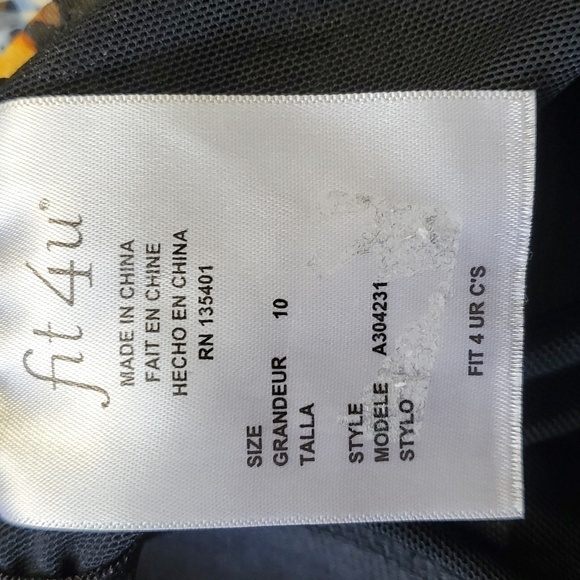 fit 4u®
MADE IN CHINA
FAIT EN CHINE
HECHO EN CHINA
RN 135401
SIZE
GRANDEUR 10
TALLA
STYLE
MODELE A304231
STYLO
FIT 4 UR C'S